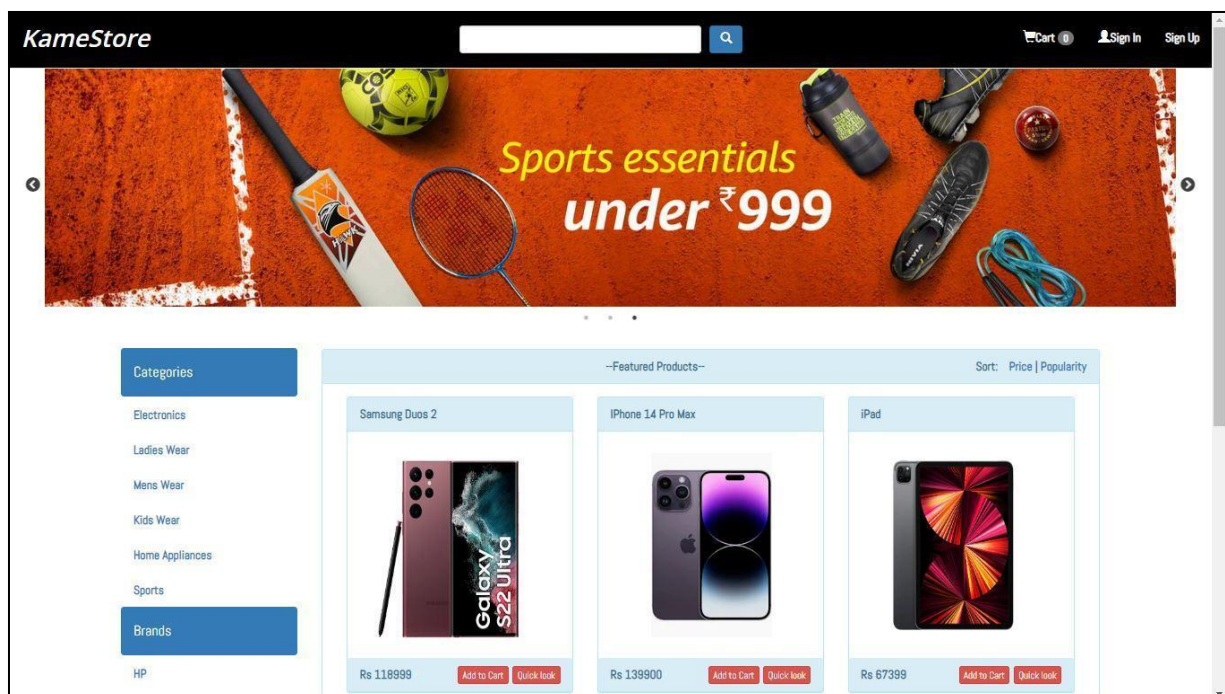 KameStore
Cart 0 Sign In Sign Up
COSCO
Sports essentials
under ₹999
HAWK
NIVIA
Categories
Electronics
Ladies Wear
Mens Wear
Kids Wear
Home Appliances
Sports
Brands
HP
--Featured Products--
Sort: Price | Popularity
Samsung Duos 2
Galaxy
S22 Ultra
Rs 118999 Add to Cart Quick look
IPhone 14 Pro Max
Rs 139900 Add to Cart Quick look
iPad
Rs 67399 Add to Cart Quick look